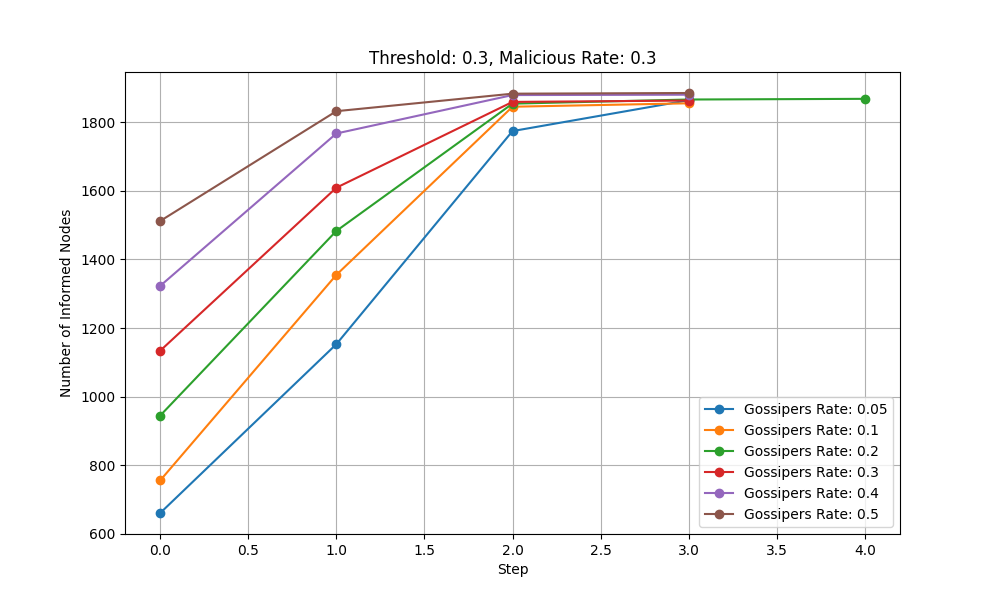 Threshold: 0.3, Malicious Rate: 0.3
Number of Informed Nodes
1800
1600
1400
1200
1000
800
600
0.0 0.5 1.0 1.5 2.0 2.5 3.0 3.5 4.0
Step
Gossipers Rate: 0.05
Gossipers Rate: 0.1
Gossipers Rate: 0.2
Gossipers Rate: 0.3
Gossipers Rate: 0.4
Gossipers Rate: 0.5